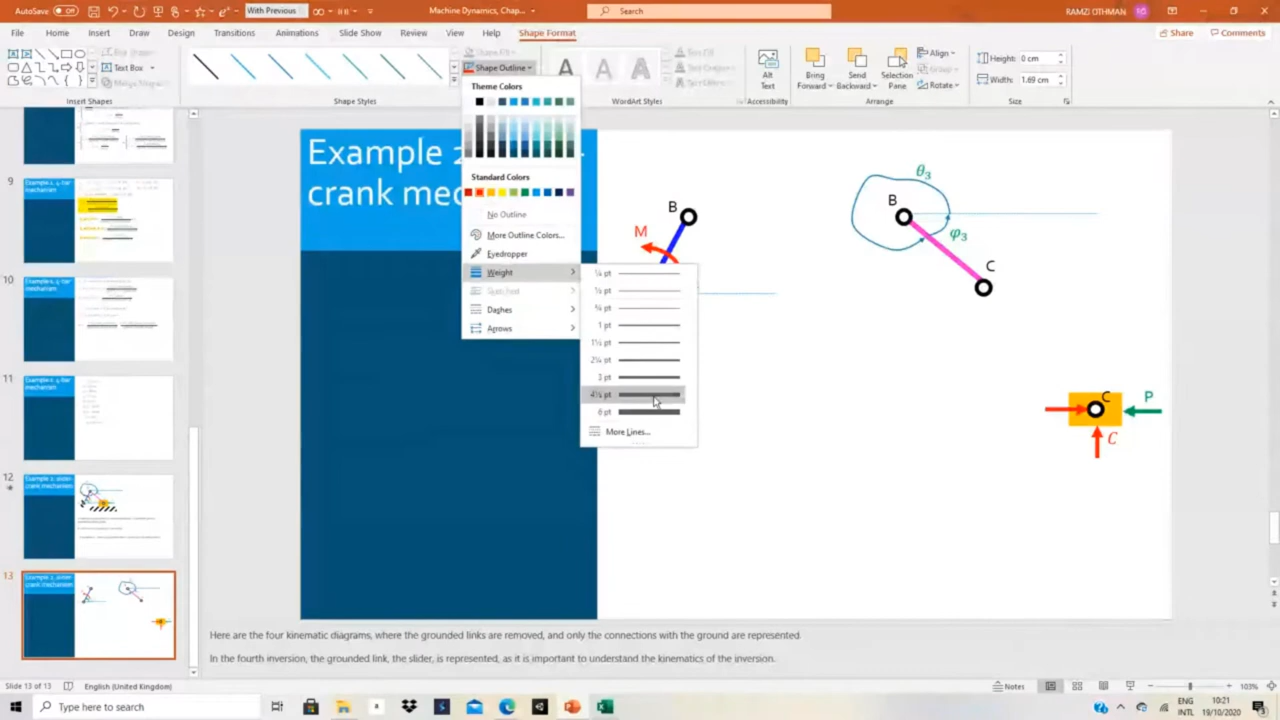 AutoSave Off
With Previous
Machine Dynamics, Chap...
Search
RAMZI OTHMAN
File Home Insert Draw Design Transitions Animations Slide Show Review View Help Shape Format
Share Comments
Text Box
Shape Outline
Alt Text
Bring Forward
Send Backward
Selection Pane
Align
Group
Rotate
Height: 0 cm
Width: 1.69 cm
Insert Shapes
Shape Styles
WordArt Styles
Accessibility
Arrange
Size
Theme Colors
Standard Colors
No Outline
More Outline Colors...
Eyedropper
Weight
Dashes
Arrows
¼ pt
½ pt
¾ pt
1 pt
1½ pt
2¼ pt
3 pt
4½ pt
6 pt
More Lines...
Example 2
crank me
M
B
θ3
B
φ3
C
C
P
C
9
10
11
12
13
Here are the four kinematic diagrams, where the grounded links are removed, and only the connections with the ground are represented.
In the fourth inversion, the grounded link, the slider, is represented, as it is important to understand the kinematics of the inversion.
Slide 13 of 13
English (United Kingdom)
Notes
103%
Type here to search
10:21
INTL
19/10/2020